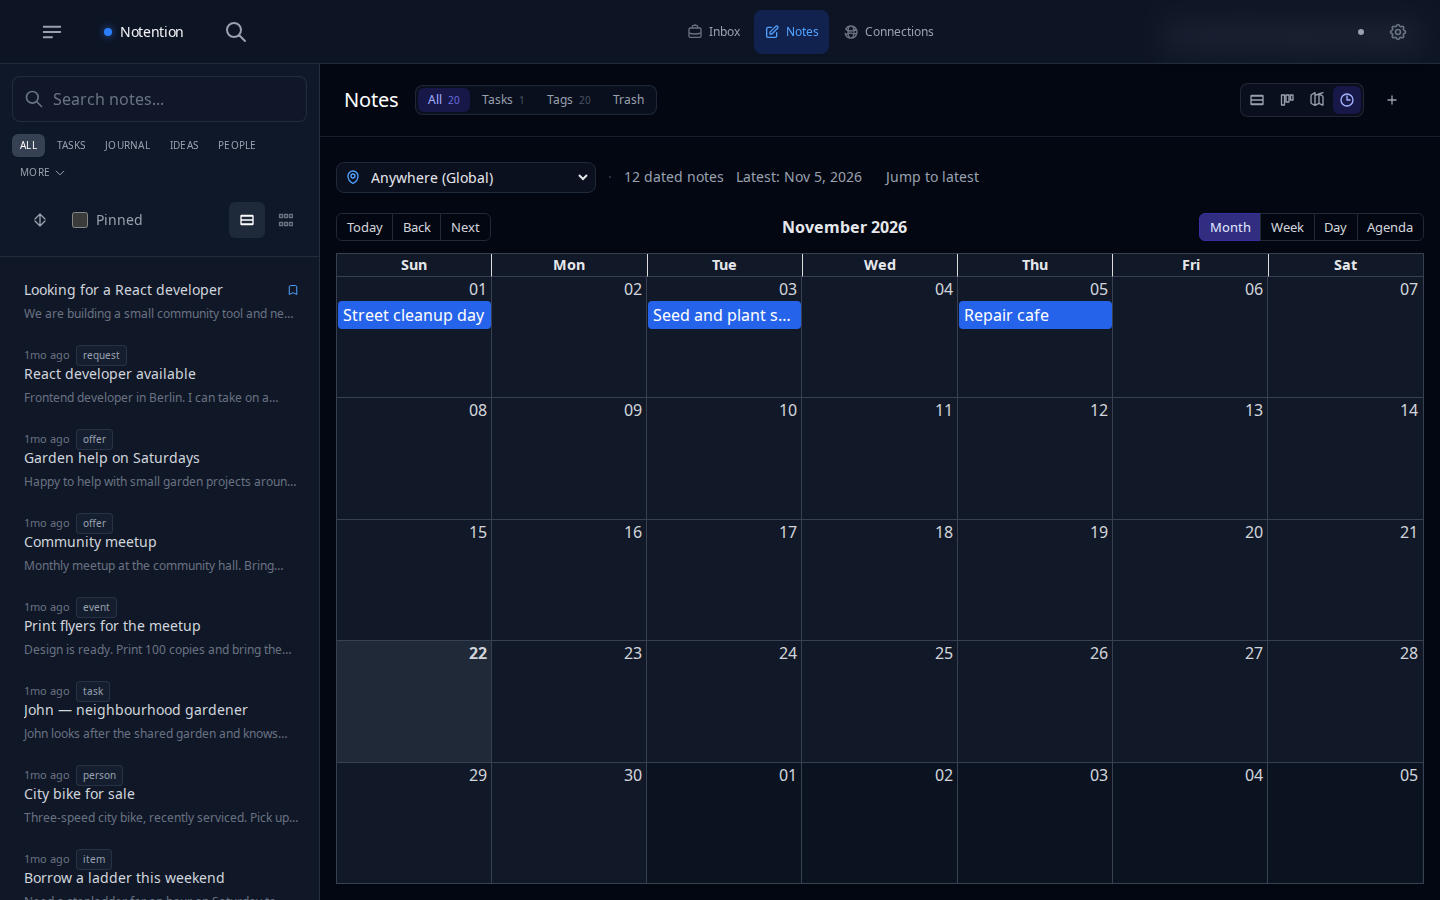 Notention
Inbox
Notes
Connections
Search notes...
ALL TASKS JOURNAL IDEAS PEOPLE
MORE
Pinned
Looking for a React developer
We are building a small community tool and ne...
1mo ago request
React developer available
Frontend developer in Berlin. I can take on a...
1mo ago offer
Garden help on Saturdays
Happy to help with small garden projects aroun...
1mo ago offer
Community meetup
Monthly meetup at the community hall. Bring...
1mo ago event
Print flyers for the meetup
Design is ready. Print 100 copies and bring the...
1mo ago task
John — neighbourhood gardener
John looks after the shared garden and knows...
1mo ago person
City bike for sale
Three-speed city bike, recently serviced. Pick up...
1mo ago item
Borrow a ladder this weekend
Notes
All 20 Tasks 1 Tags 20 Trash
Anywhere (Global) · 12 dated notes Latest: Nov 5, 2026 Jump to latest
Today Back Next
November 2026
Month Week Day Agenda
Sun Mon Tue Wed Thu Fri Sat
01 02 03 04 05 06 07
Street cleanup day Seed and plant s... Repair cafe
08 09 10 11 12 13 14
15 16 17 18 19 20 21
22 23 24 25 26 27 28
29 30 01 02 03 04 05